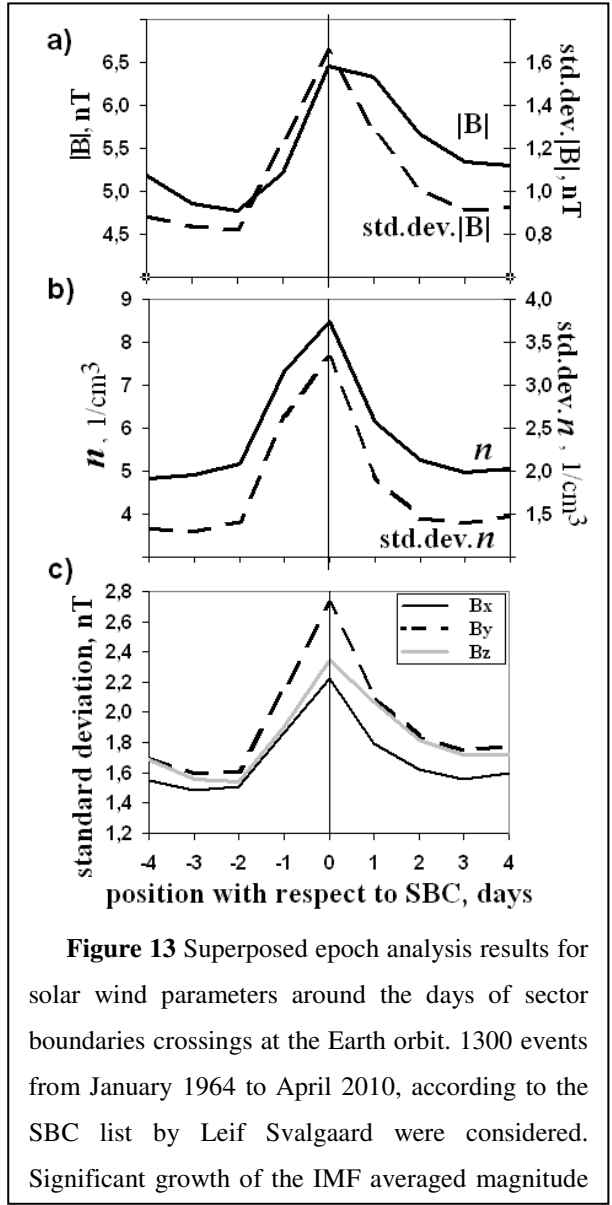 a)
6,5
6,0
5,5
5,0
4,5
|B|, nT
1,6
1,4
1,2
1,0
0,8
std.dev.|B|, nT
|B|
std.dev.|B|
b)
9
8
7
6
5
4
n, 1/cm3
4,0
3,5
3,0
2,5
2,0
1,5
std.dev.n, 1/cm3
n
std.dev.n
c)
2,8
2,6
2,4
2,2
2,0
1,8
1,6
1,4
1,2
standard deviation, nT
Bx
By
Bz
-4 -3 -2 -1 0 1 2 3 4
position with respect to SBC, days
Figure 13 Superposed epoch analysis results for
solar wind parameters around the days of sector
boundaries crossings at the Earth orbit. 1300 events
from January 1964 to April 2010, according to the
SBC list by Leif Svalgaard were considered.
Significant growth of the IMF averaged magnitude